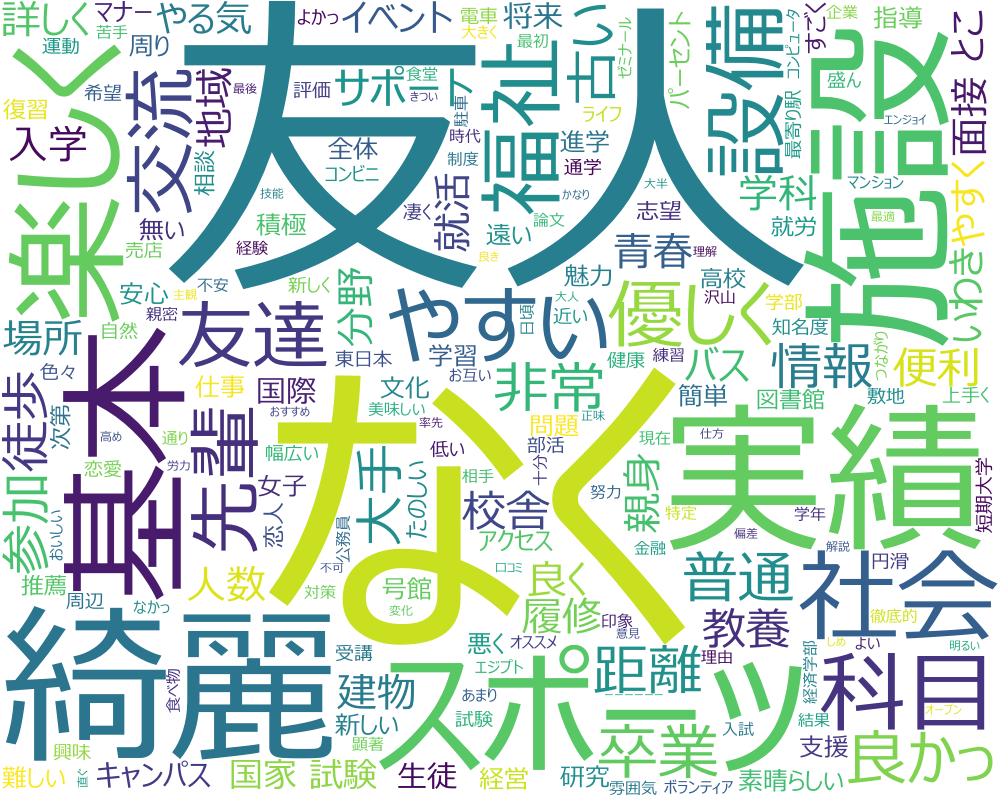 詳しく
マナー
やる気
よかっ
イベント
電車
将来
マナー
企業
指導
すごく
とこ
運動
苦手
周り
大きく
最初
ゼミナール
パーセント
コンピュータ
盛ん
楽しく
復習
希望
交流
地域
評価
サポート
食堂
きつい
駐車
福祉
古い
ライフ
設備
最寄り駅
エンジョイ
施設
面接
入学
友人
最後
全体
時代
制度
進学
相談
コンビニ
就活
通学
学科
マンション
無い
積極
技能
かなり
大半
志望
就労
最適
やすく
売店
経験
凄く
遠い
論文
青春
理解
いわき
安心
不安
新しく
分野
良き
魅力
高校
沢山
学部
主観
親密
自然
やすい
日頃
大人
近い
優しく
知名度
つながり
場所
友達
東日本
学習
お互い
健康
練習
バス
情報
便利
色々
仕事
国際
文化
非常
簡単
敷地
上手く
基本
徒歩
次第
おすすめ
美味しい
率先
正味
図書館
先輩
高め
通り
幅広い
低い
問題
部活
現在
仕方
なく
実績
恋愛
労力
女子
大手
たのしい
相手
十分
努力
親身
特定
学年
短期大学
参加
おいしい
恋人
公務員
不可
校舎
アクセス
金融
偏差
解説
推薦
人数
対策
号館
口コミ
良く
普通
社会
円滑
周辺
なかっ
変化
履修
印象
意見
教養
徹底的
綺麗
受講
悪く
オススメ
距離
理由
しめ
よい
明るい
スポーツ
エジプト
経済学部
科目
食べ物
建物
新しい
あまり
試験
卒業
入試
結果
オープン
興味
顕著
支援
良かっ
難しい
直ぐ
キャンパス
国家 試験
生徒
経営
研究
雰囲気
ボランティア
素晴らしい